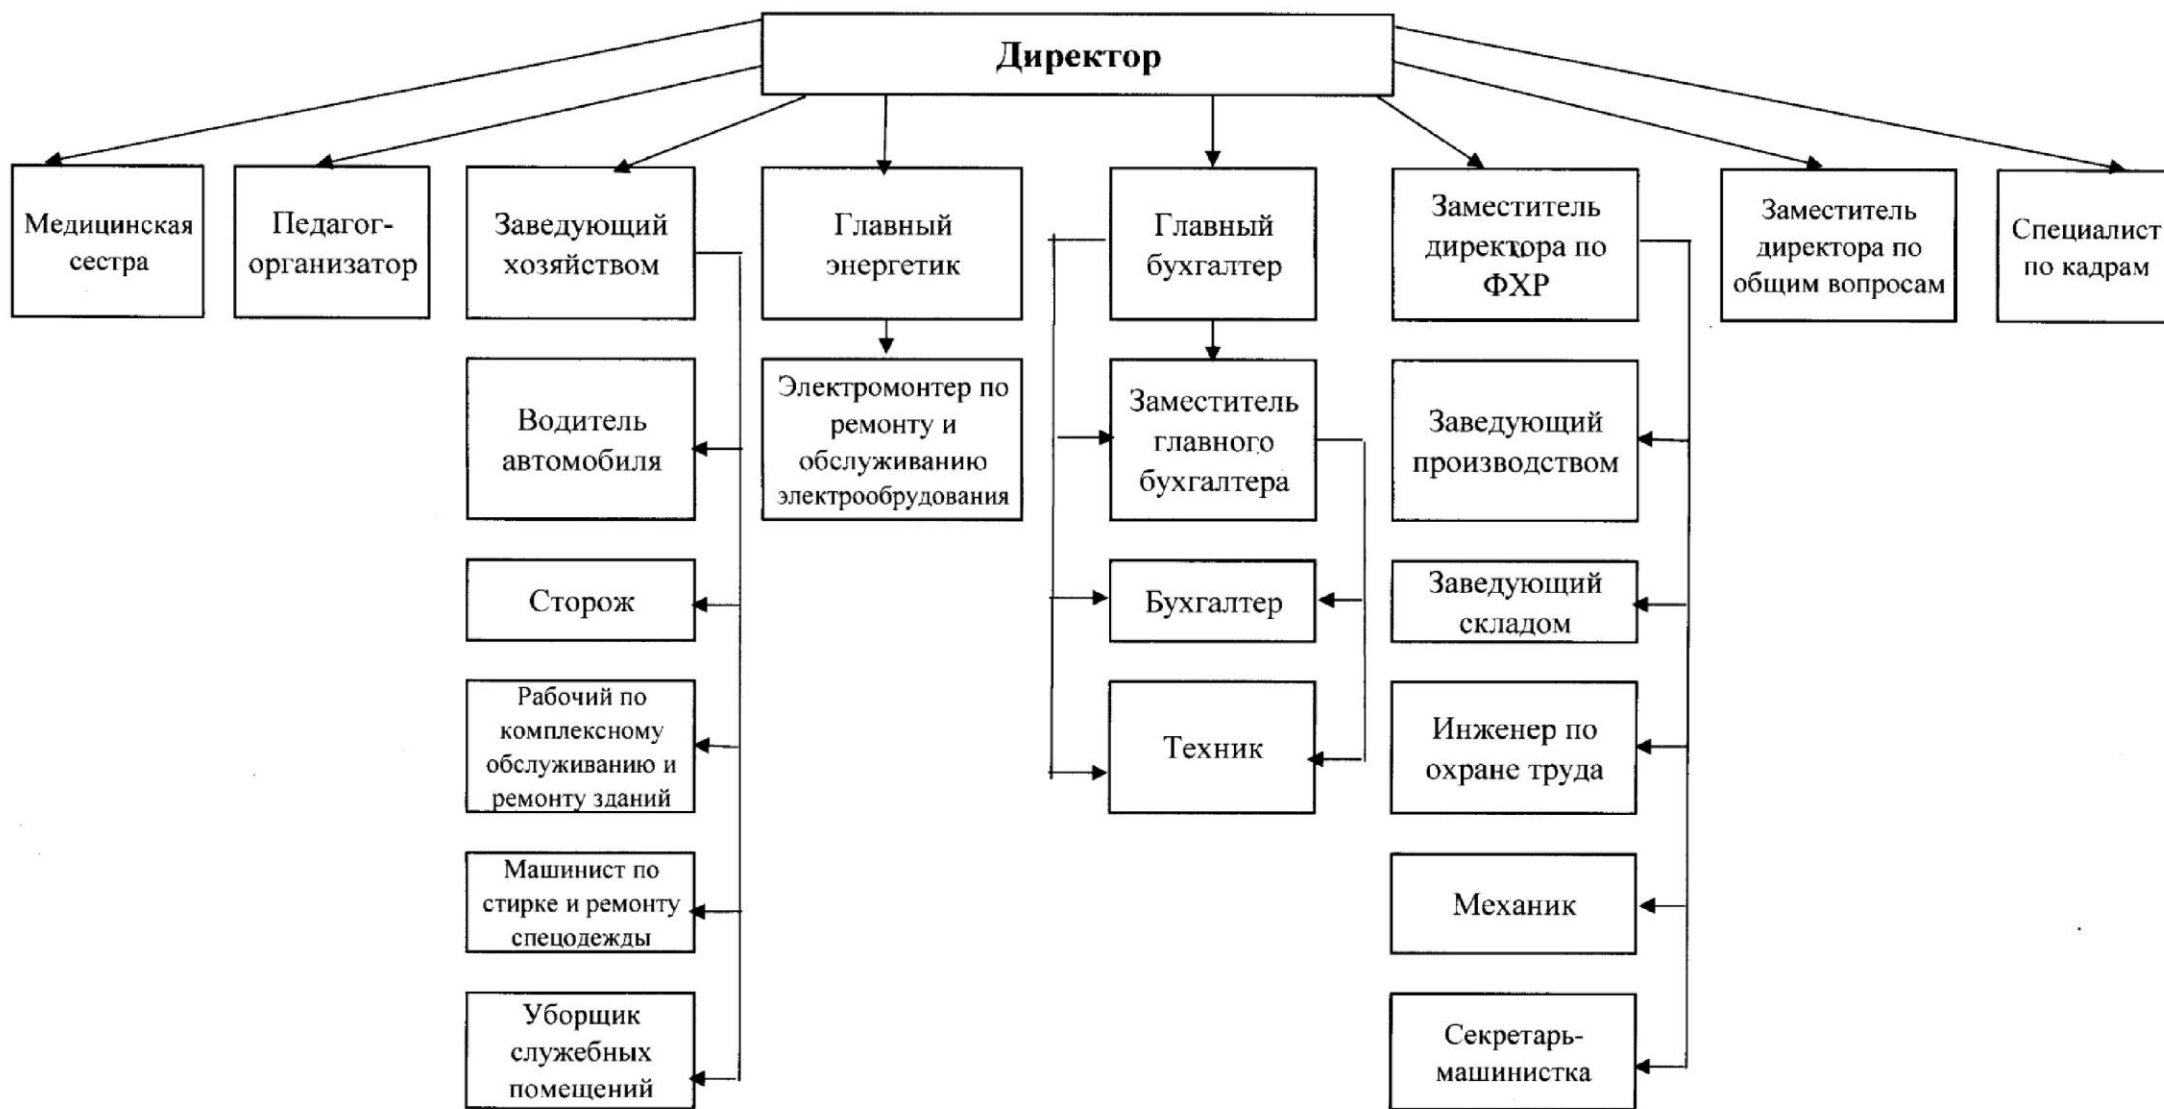 Директор
Медицинская
сестра
Педагог-
организатор
Заведующий
хозяйством
Главный
энергетик
Главный
бухгалтер
Заместитель
директора по
ФХР
Заместитель
директора по
общим вопросам
Специалист
по кадрам
Водитель
автомобиля
Электромонтер по
ремонту и
обслуживанию
электрообрудования
Заместитель
главного
бухгалтера
Заведующий
производством
Сторож
Бухгалтер
Заведующий
складом
Рабочий по
комплексному
обслуживанию и
ремонту зданий
Техник
Инженер по
охране труда
Машинист по
стирке и ремонту
спецодежды
Механик
Уборщик
служебных
помещений
Секретарь-
машинистка